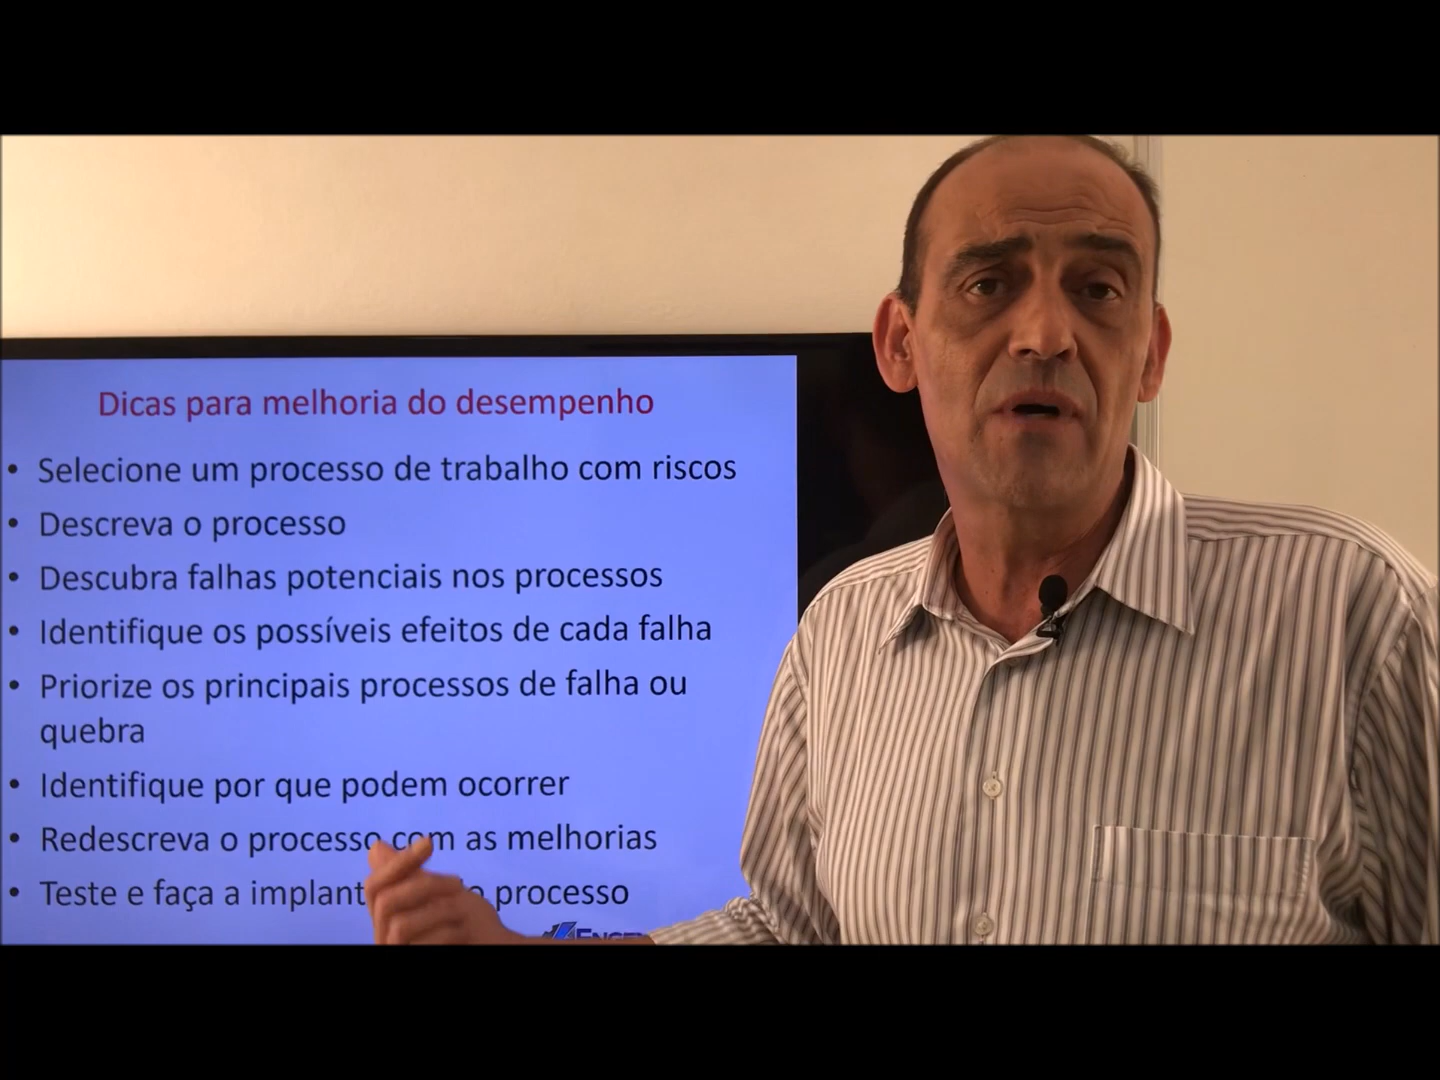 Dicas para melhoria do desempenho
• Selecione um processo de trabalho com riscos
• Descreva o processo
• Descubra falhas potenciais nos processos
• Identifique os possíveis efeitos de cada falha
• Priorize os principais processos de falha ou
quebra
• Identifique por que podem ocorrer
• Redescreva o processo com as melhorias
• Teste e faça a processo